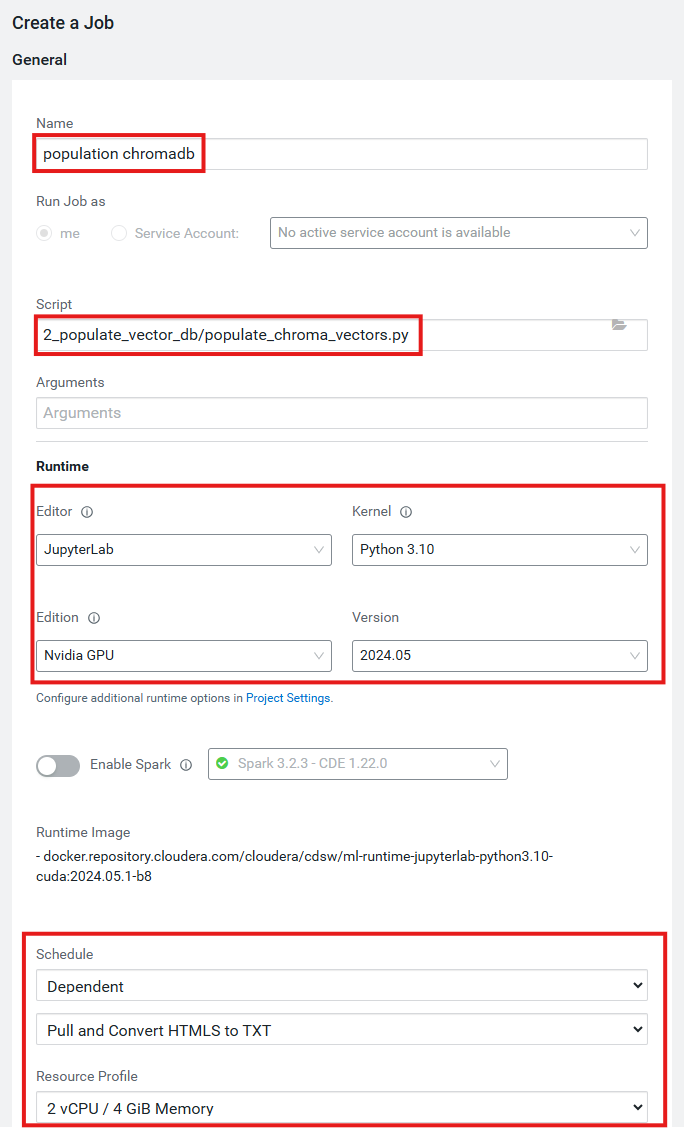 Create a Job
General
Name
population chromadb
Run Job as
me
Service Account:
No active service account is available
Script
2_populate_vector_db/populate_chroma_vectors.py
Arguments
Arguments
Runtime
Editor
Kernel
JupyterLab
Python 3.10
Edition
Version
Nvidia GPU
2024.05
Configure additional runtime options in Project Settings.
Enable Spark
Spark 3.2.3 - CDE 1.22.0
Runtime Image
- docker.repository.cloudera.com/cloudera/cdsw/ml-runtime-jupyterlab-python3.10-
cuda:2024.05.1-b8
Schedule
Dependent
Pull and Convert HTMLS to TXT
Resource Profile
2 vCPU / 4 GiB Memory